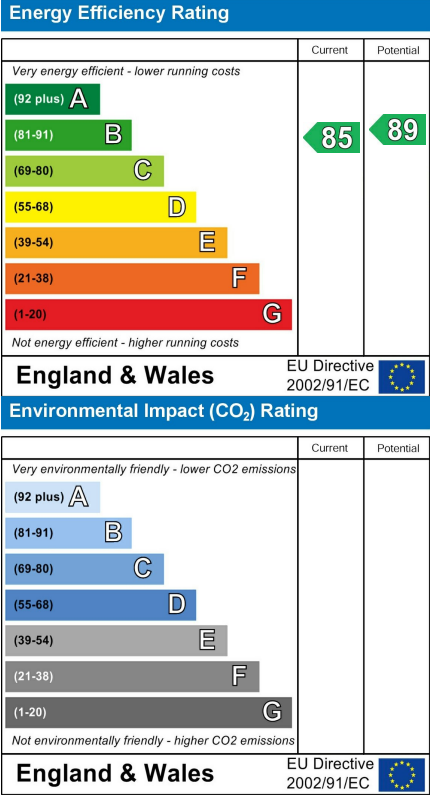 Energy Efficiency Rating
Current Potential
Very energy efficient - lower running costs
(92 plus) A
(81-91) B
85 89
(69-80) C
(55-68) D
(39-54) E
(21-38) F
(1-20) G
Not energy efficient - higher running costs
England & Wales
EU Directive
2002/91/EC
Environmental Impact (CO₂) Rating
Current Potential
Very environmentally friendly - lower CO2 emissions
(92 plus) A
(81-91) B
(69-80) C
(55-68) D
(39-54) E
(21-38) F
(1-20) G
Not environmentally friendly - higher CO2 emissions
England & Wales
EU Directive
2002/91/EC